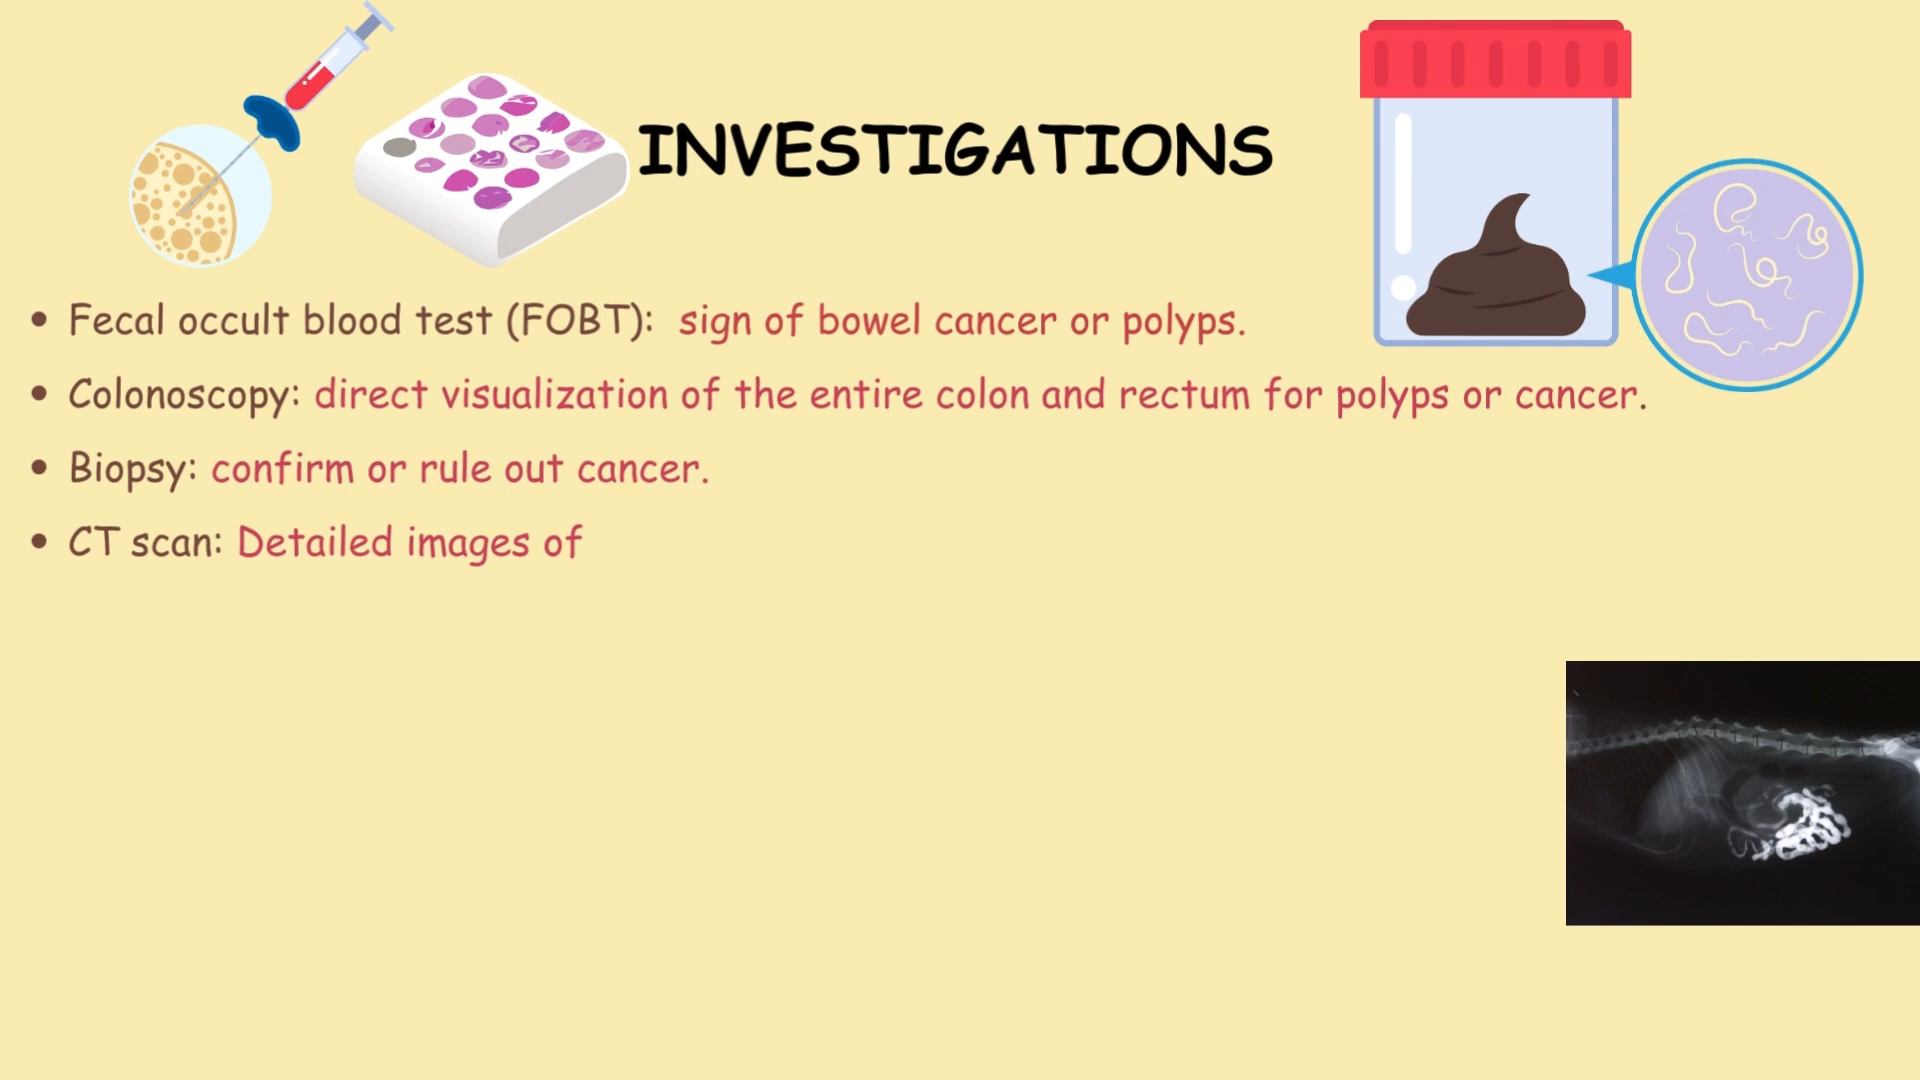 INVESTIGATIONS
• Fecal occult blood test (FOBT):  sign of bowel cancer or polyps.
• Colonoscopy: direct visualization of the entire colon and rectum for polyps or cancer.
• Biopsy: confirm or rule out cancer.
• CT scan: Detailed images of